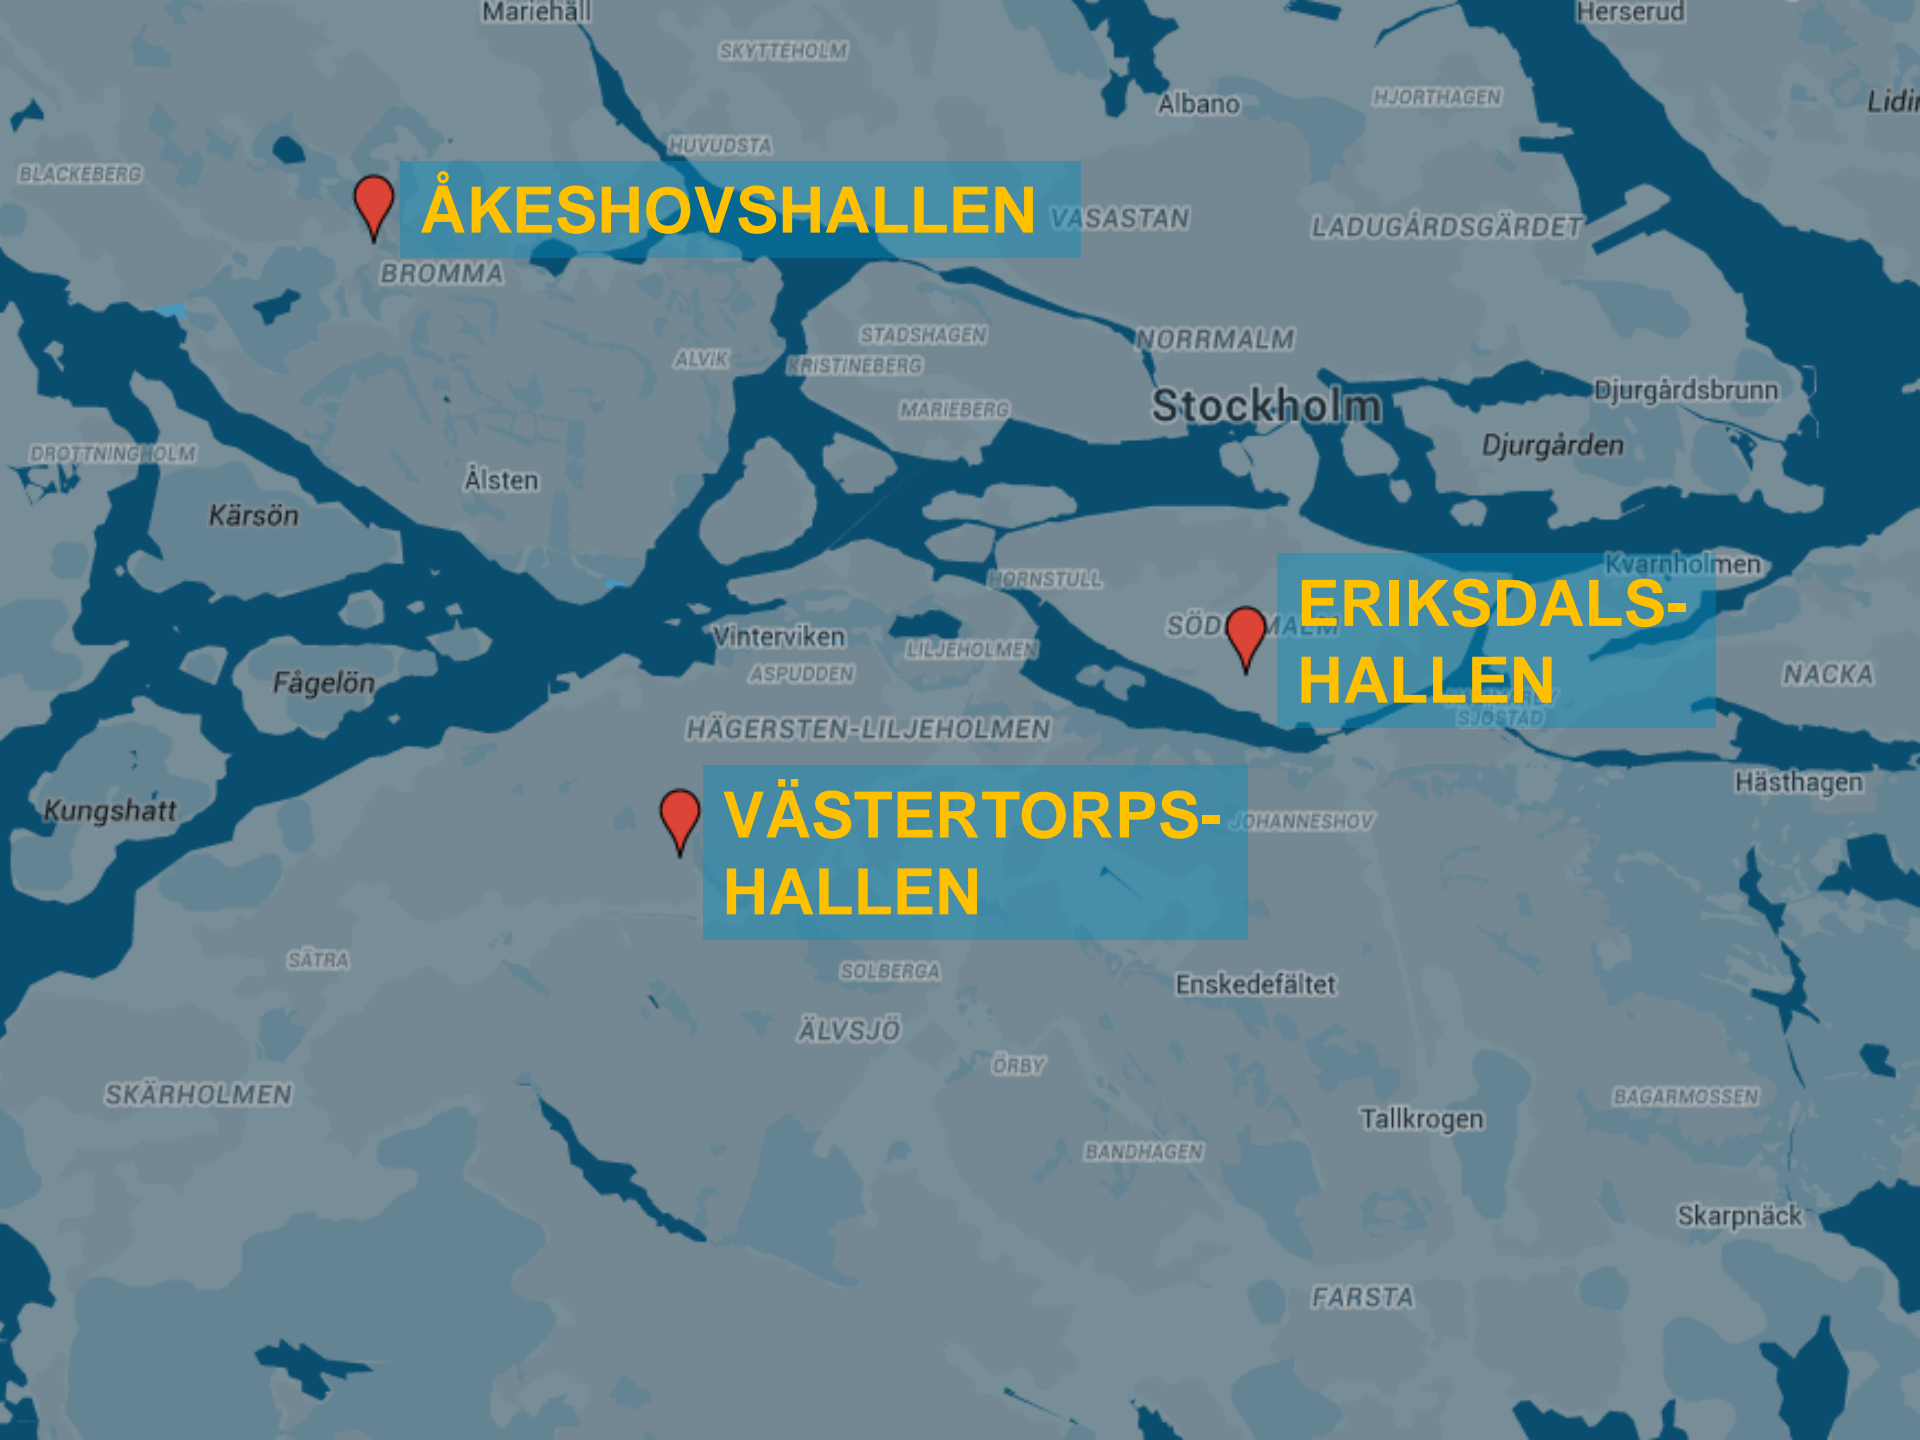 Mariehäll
Herserud
SKYTTEHOLM
Albano
HJORTHAGEN
HUVUDSTA
BLACKEBERG
ÅKESHOVSHALLEN
VASASTAN
LADUGÅRDSGÄRDET
BROMMA
STADSHAGEN
NORRMALM
ALVIK
KRISTINEBERG
Djurgårdsbrunn
MARIEBERG
Stockholm
Djurgården
DROTTNINGHOLM
Ålsten
Kärsön
Kvarnholmen
HORNSTULL
ERIKSDALS-
HALLEN
Vinterviken
LILJEHOLMEN
ASPUDDEN
NACKA
Fågelön
SJÖSTAD
HÄGERSTEN-LILJEHOLMEN
Hästhagen
Kungshatt
VÄSTERTORPS-
HALLEN
JOHANNESHOV
SÄTRA
SOLBERGA
Enskedefältet
ÄLVSJÖ
ÖRBY
SKÄRHOLMEN
BAGARMOSSEN
Tallkrogen
BANDHAGEN
Skarpnäck
FARSTA